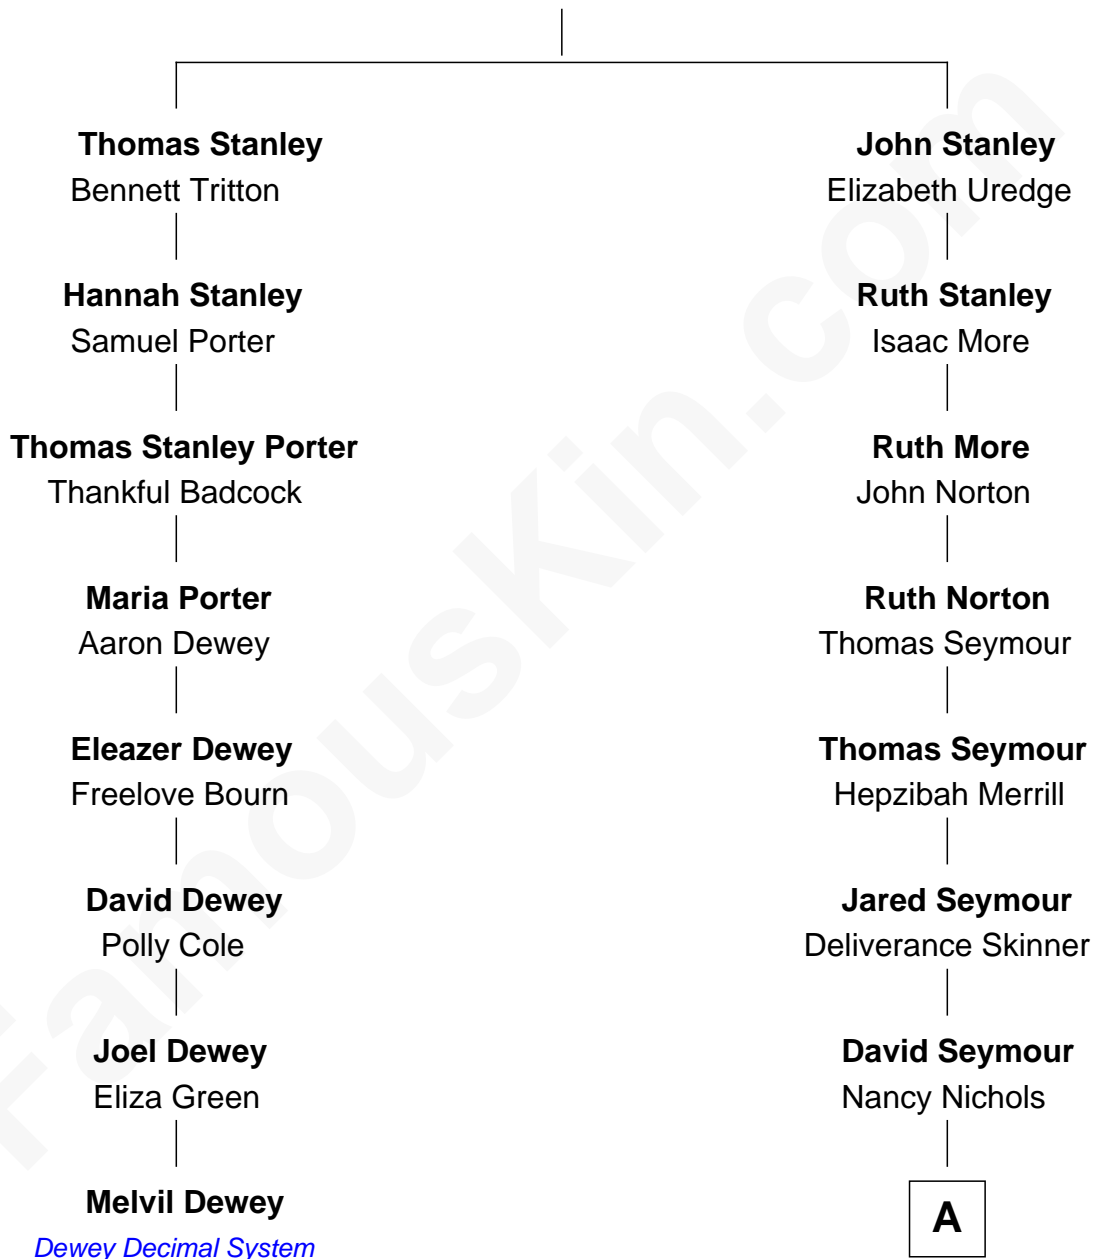 Thomas Stanley
Bennett Tritton
Hannah Stanley
Samuel Porter
Thomas Stanley Porter
Thankful Badcock
Maria Porter
Aaron Dewey
Eleazer Dewey
Freelove Bourn
David Dewey
Polly Cole
Joel Dewey
Eliza Green
Melvil Dewey
Dewey Decimal System
John Stanley
Elizabeth Uredge
Ruth Stanley
Isaac More
Ruth More
John Norton
Ruth Norton
Thomas Seymour
Thomas Seymour
Hepzibah Merrill
Jared Seymour
Deliverance Skinner
David Seymour
Nancy Nichols
A
FamousKin.com